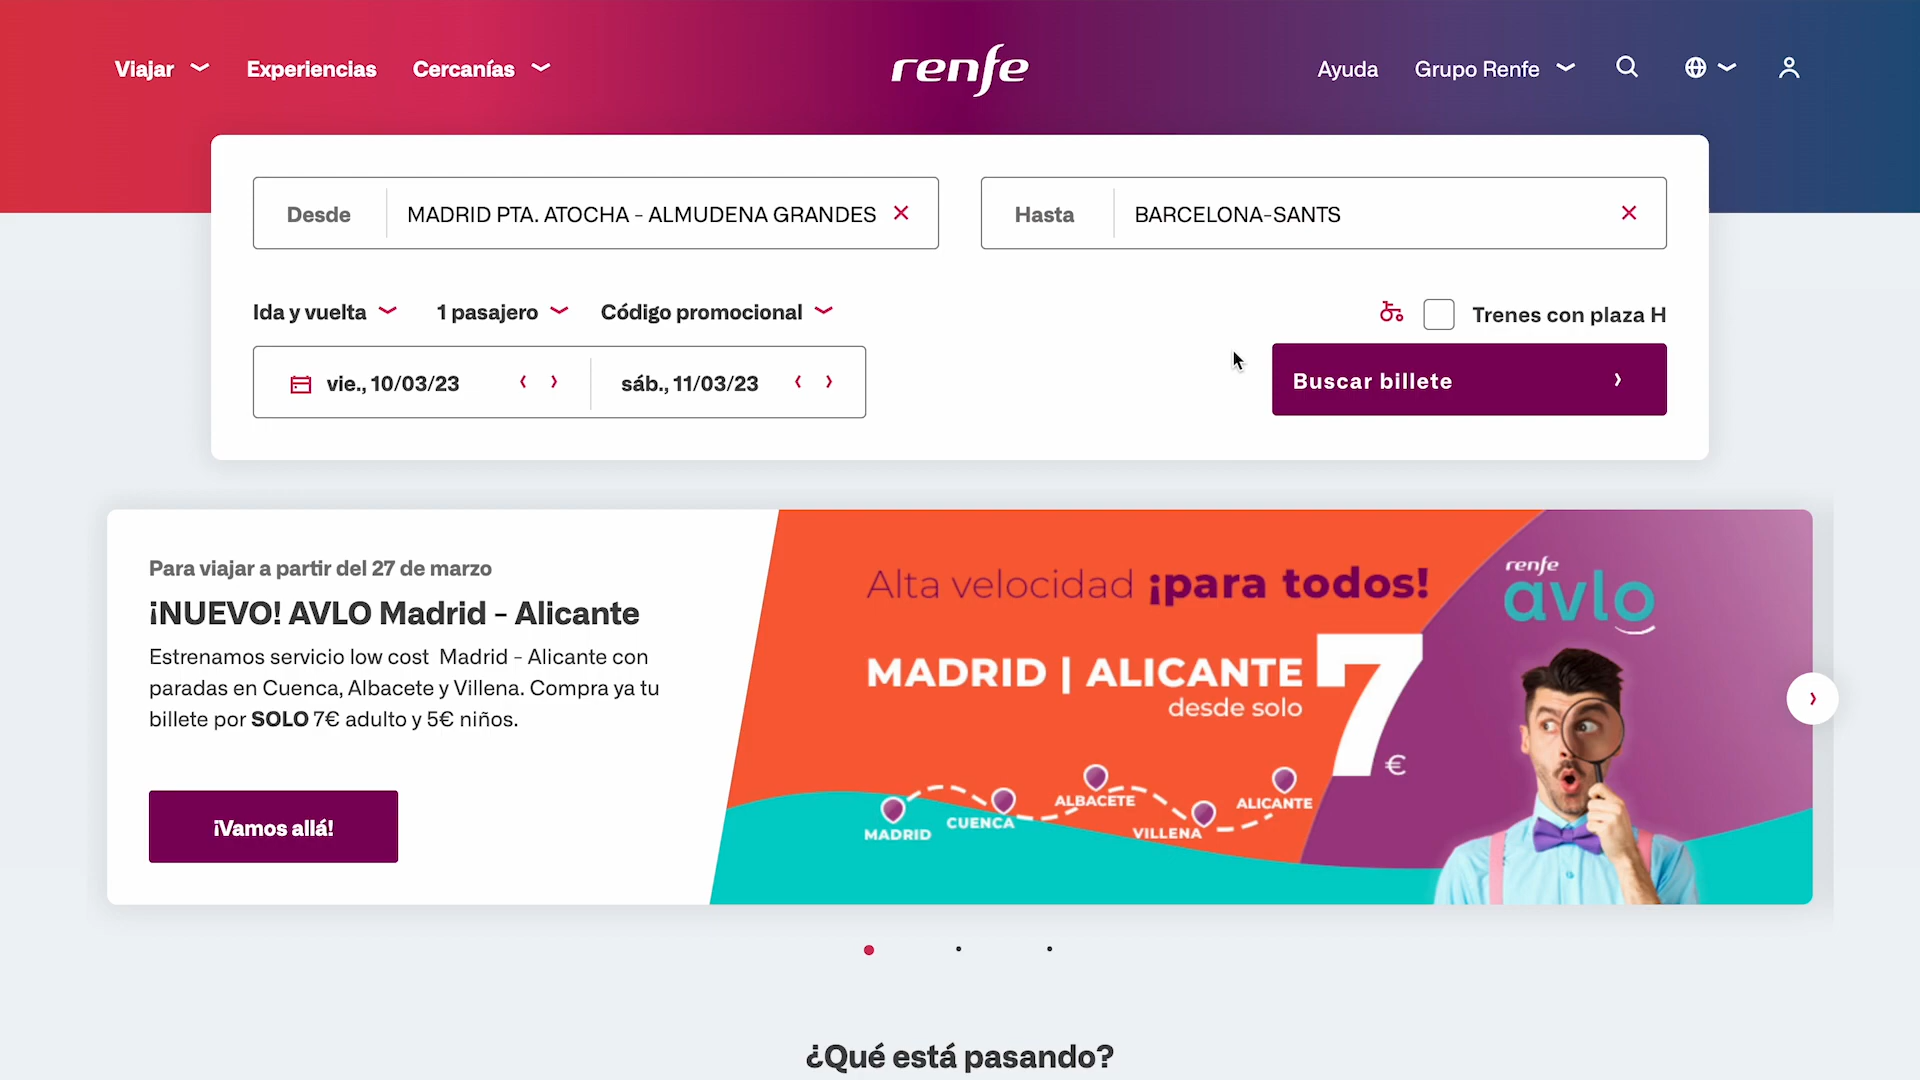 Viajar
Experiencias
Cercanías
renfe
Ayuda
Grupo Renfe
Desde
MADRID PTA. ATOCHA - ALMUDENA GRANDES
Hasta
BARCELONA-SANTS
Ida y vuelta
1 pasajero
Código promocional
Trenes con plaza H
vie., 10/03/23
sáb., 11/03/23
Buscar billete
Para viajar a partir del 27 de marzo
¡NUEVO! AVLO Madrid - Alicante
Estrenamos servicio low cost Madrid - Alicante con
paradas en Cuenca, Albacete y Villena. Compra ya tu
billete por SOLO 7€ adulto y 5€ niños.
¡Vamos allá!
Alta velocidad ¡para todos!
MADRID | ALICANTE
desde solo
7€
renfe
avlo
MADRID
CUENCA
ALBACETE
VILLENA
ALICANTE
¿Qué está pasando?